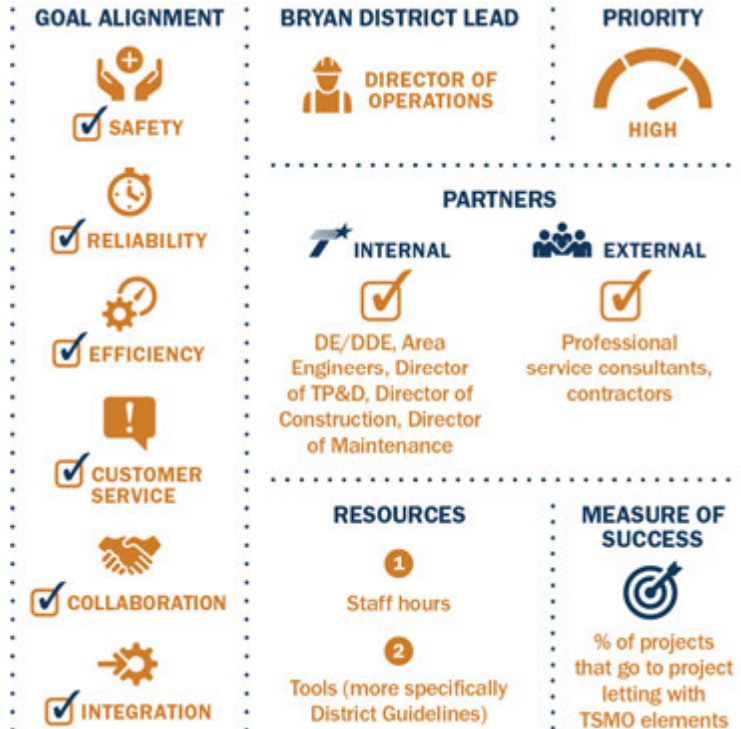 GOAL ALIGNMENT
SAFETY
RELIABILITY
EFFICIENCY
CUSTOMER
SERVICE
COLLABORATION
INTEGRATION
BRYAN DISTRICT LEAD
DIRECTOR OF
OPERATIONS
PRIORITY
HIGH
PARTNERS
INTERNAL
DE/DDE, Area
Engineers, Director
of TP&D, Director of
Construction, Director
of Maintenance
EXTERNAL
Professional
service consultants,
contractors
RESOURCES
1
Staff hours
2
Tools (more specifically
District Guidelines)
MEASURE OF
SUCCESS
% of projects
that go to project
letting with
TSMO elements